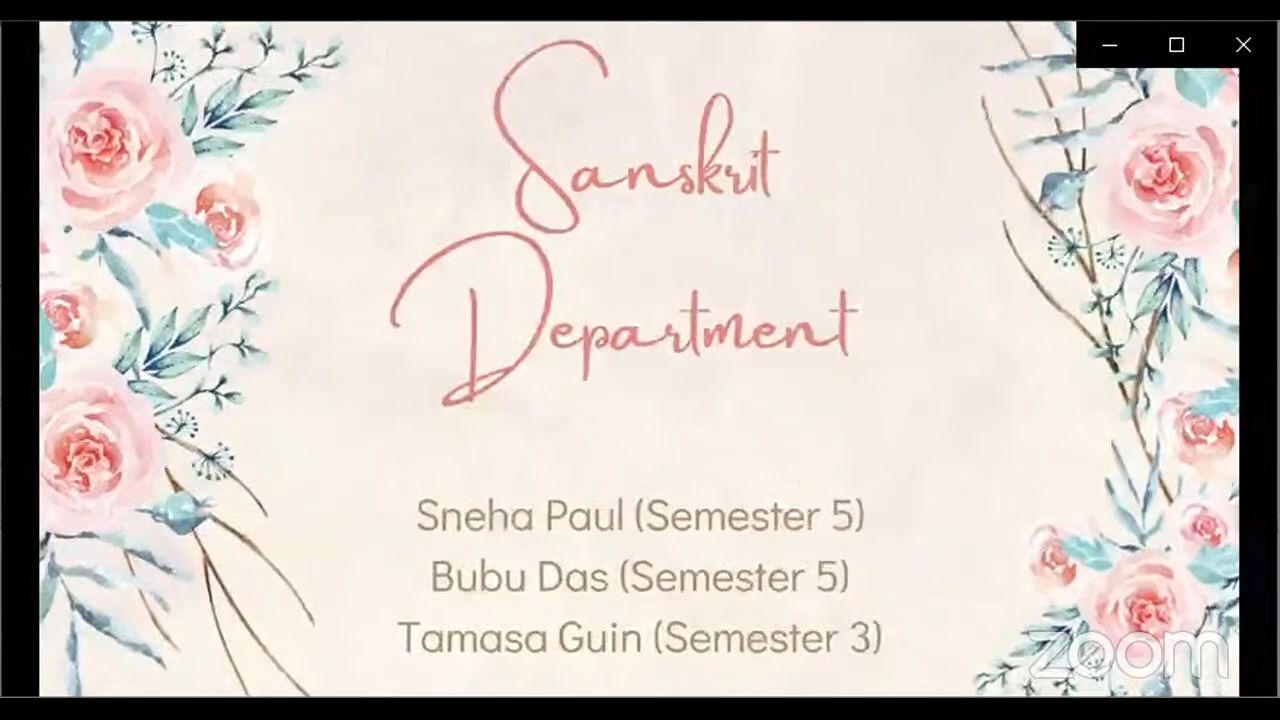 Sanskrit
Department
Sneha Paul (Semester 5)
Bubu Das (Semester 5)
Tamasa Guin (Semester 3)
zoom